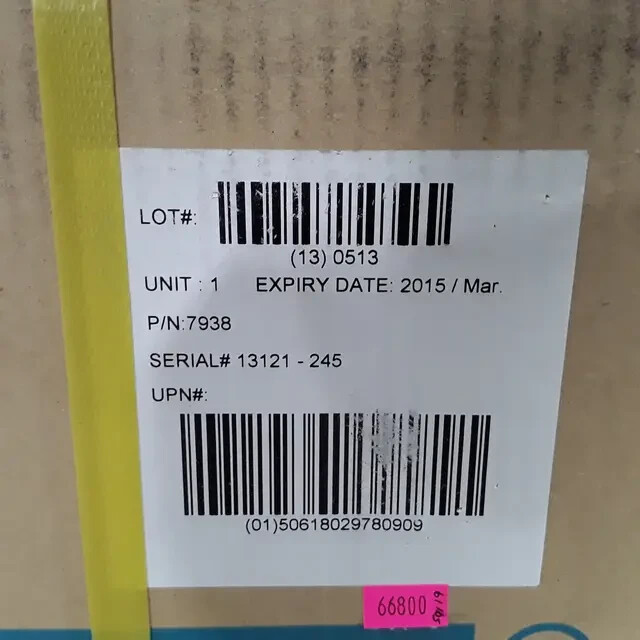 LOT#:
(13) 0513
UNIT : 1 EXPIRY DATE: 2015 / Mar.
P/N:7938
SERIAL# 13121 - 245
UPN#:
(01)50618029780909
66800